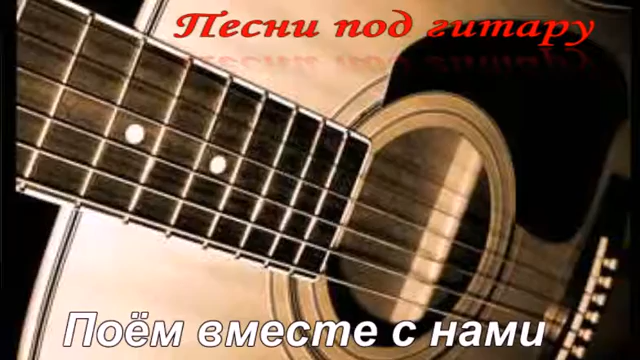 Песни под гитару
Поём вместе с нами